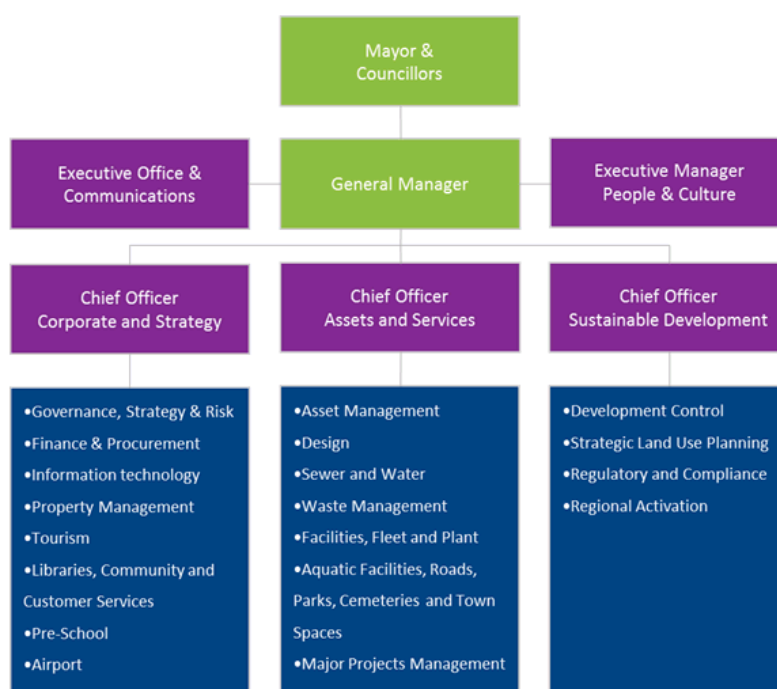 Mayor &
Councillors
Executive Office &
Communications
General Manager
Executive Manager
People & Culture
Chief Officer
Corporate and Strategy
Chief Officer
Assets and Services
Chief Officer
Sustainable Development
•Governance, Strategy & Risk
•Finance & Procurement
•Information technology
•Property Management
•Tourism
•Libraries, Community and
Customer Services
•Pre-School
•Airport
•Asset Management
•Design
•Sewer and Water
•Waste Management
•Facilities, Fleet and Plant
•Aquatic Facilities, Roads,
Parks, Cemeteries and Town
Spaces
•Major Projects Management
•Development Control
•Strategic Land Use Planning
•Regulatory and Compliance
•Regional Activation